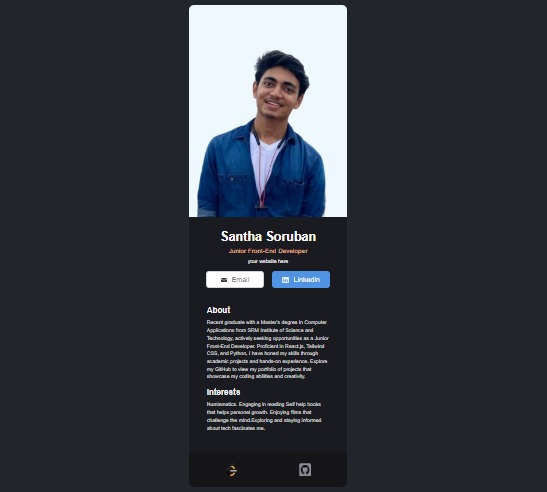 Santha Soruban
Junior Front-End Developer
your website here
Email
Linkedin
About
Recent graduate with a Master's degree in Computer
Applications from SRM Institute of Science and
Technology, actively seeking opportunities as a Junior
Front-End Developer. Proficient in React.js, Tailwind
CSS, and Python, I have honed my skills through
academic projects and hands-on experience. Explore
my GitHub to view my portfolio of projects that
showcase my coding abilities and creativity.
Interests
Numismatics. Engaging in reading Self help books
that helps personal growth. Enjoying films that
challenge the mind.Exploring and staying informed
about tech fascinates me.